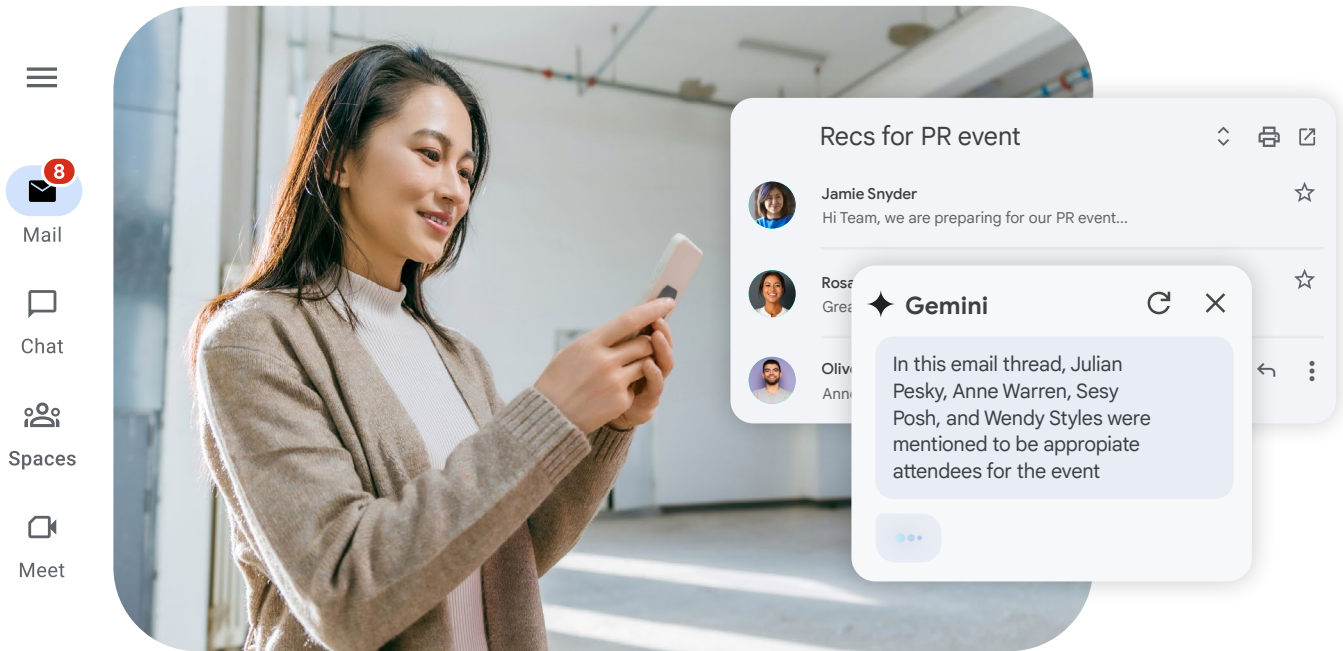 8
Mail
Chat
Spaces
Meet
Recs for PR event
Jamie Snyder
Hi Team, we are preparing for our PR event...
Gemini
In this email thread, Julian
Pesky, Anne Warren, Sesy
Posh, and Wendy Styles were
mentioned to be appropiate
attendees for the event